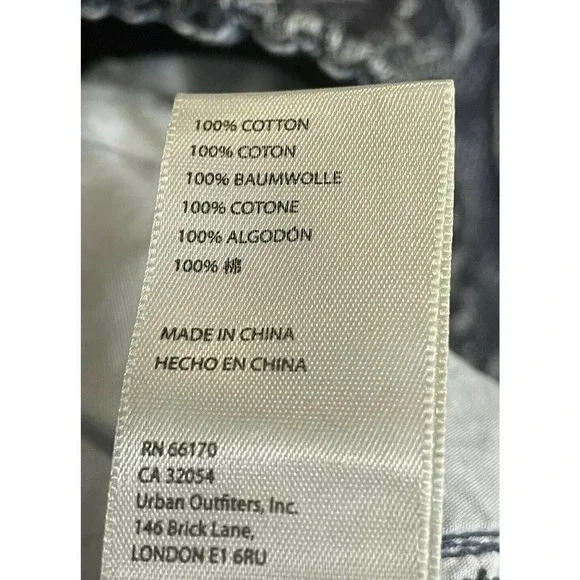 100% COTTON
100% COTON
100% BAUMWOLLE
100% COTONE
100% ALGODÓN
100% 棉
MADE IN CHINA
HECHO EN CHINA
RN 66170
CA 32054
Urban Outfitters, Inc.
146 Brick Lane,
LONDON E1 6RU